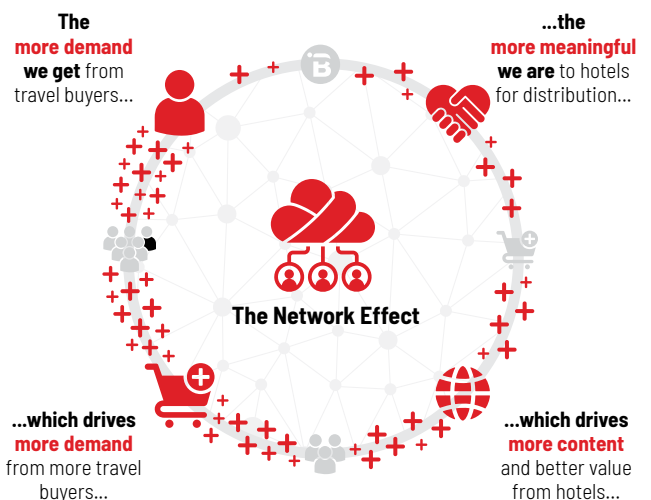 The
more demand
we get from
travel buyers...
...the
more meaningful
we are to hotels
for distribution...
The Network Effect
...which drives
more demand
from more travel
buyers...
...which drives
more content
and better value
from hotels...